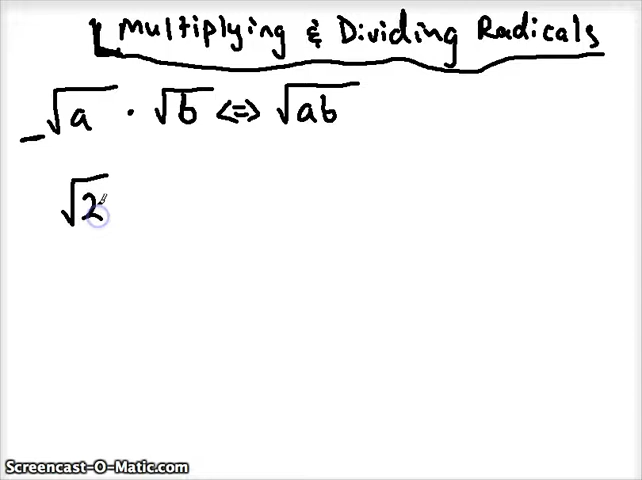 Multiplying & Dividing Radicals
√a · √b <=> √ab
√2
Screencast-O-Matic.com